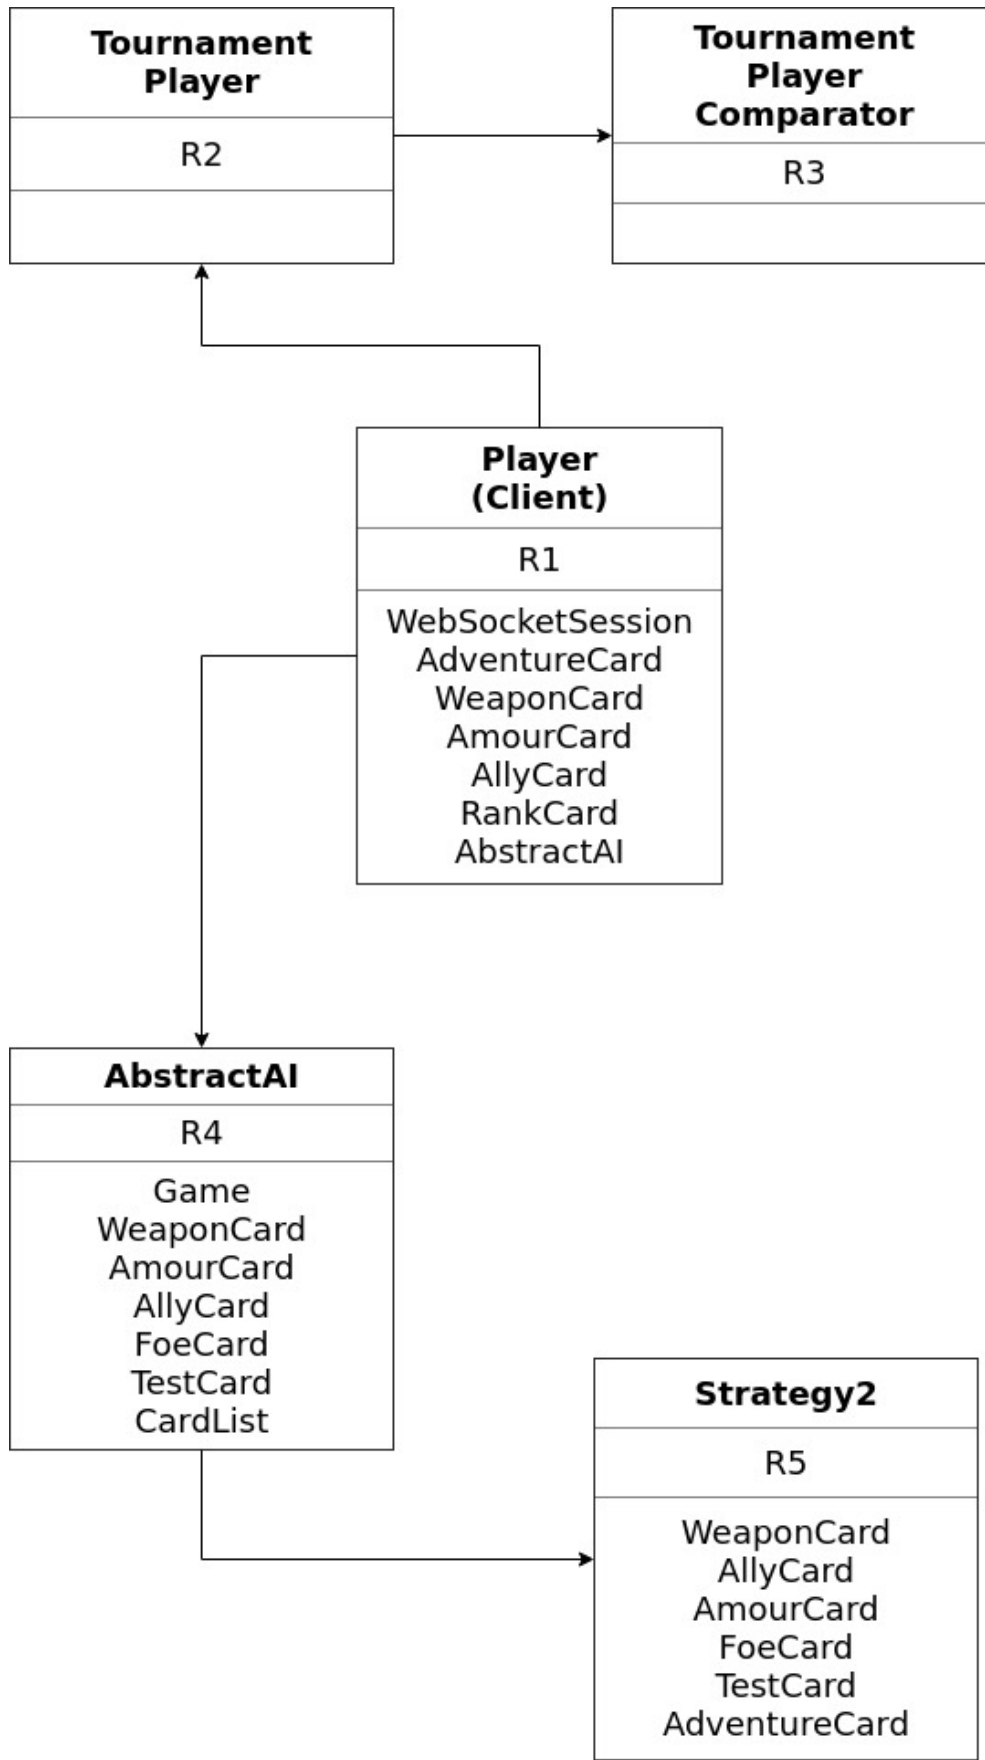 Tournament
Player
R2
Tournament
Player
Comparator
R3
Player
(Client)
R1
WebSocketSession
AdventureCard
WeaponCard
AmourCard
AllyCard
RankCard
AbstractAI
AbstractAI
R4
Game
WeaponCard
AmourCard
AllyCard
FoeCard
TestCard
CardList
Strategy2
R5
WeaponCard
AllyCard
AmourCard
FoeCard
TestCard
AdventureCard